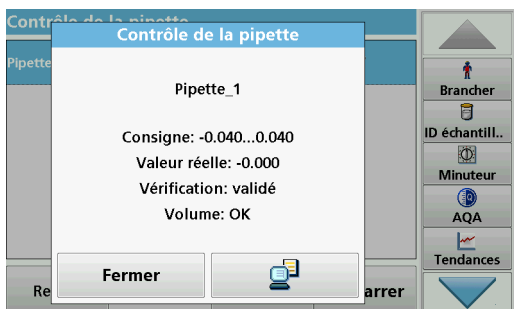 Contrôle de la pipette
Contrôle de la pipette
Pipette
Pipette_1
Consigne: -0.040...0.040
Valeur réelle: -0.000
Vérification: validé
Volume: OK
Fermer
Re
arrer
Brancher
ID échantill..
Minuteur
AQA
Tendances